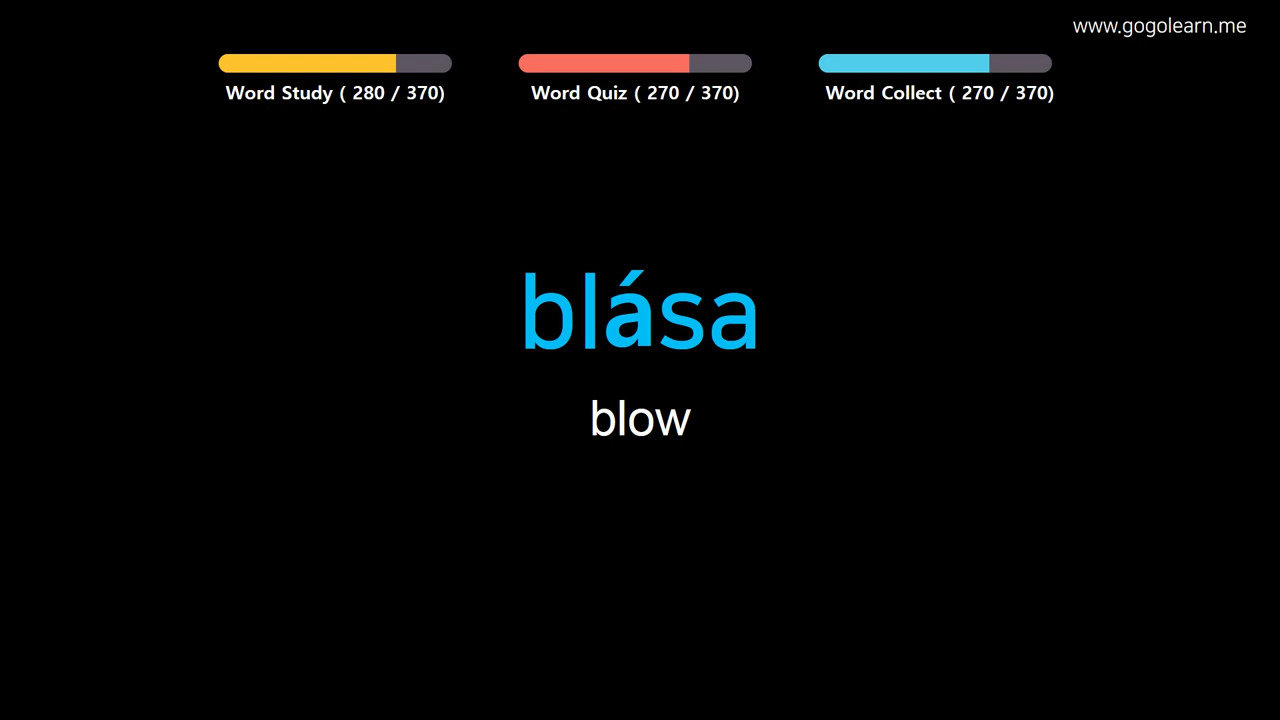 www.gogolearn.me
Word Study ( 280 / 370)
Word Quiz ( 270 / 370)
Word Collect ( 270 / 370)
blása
blow